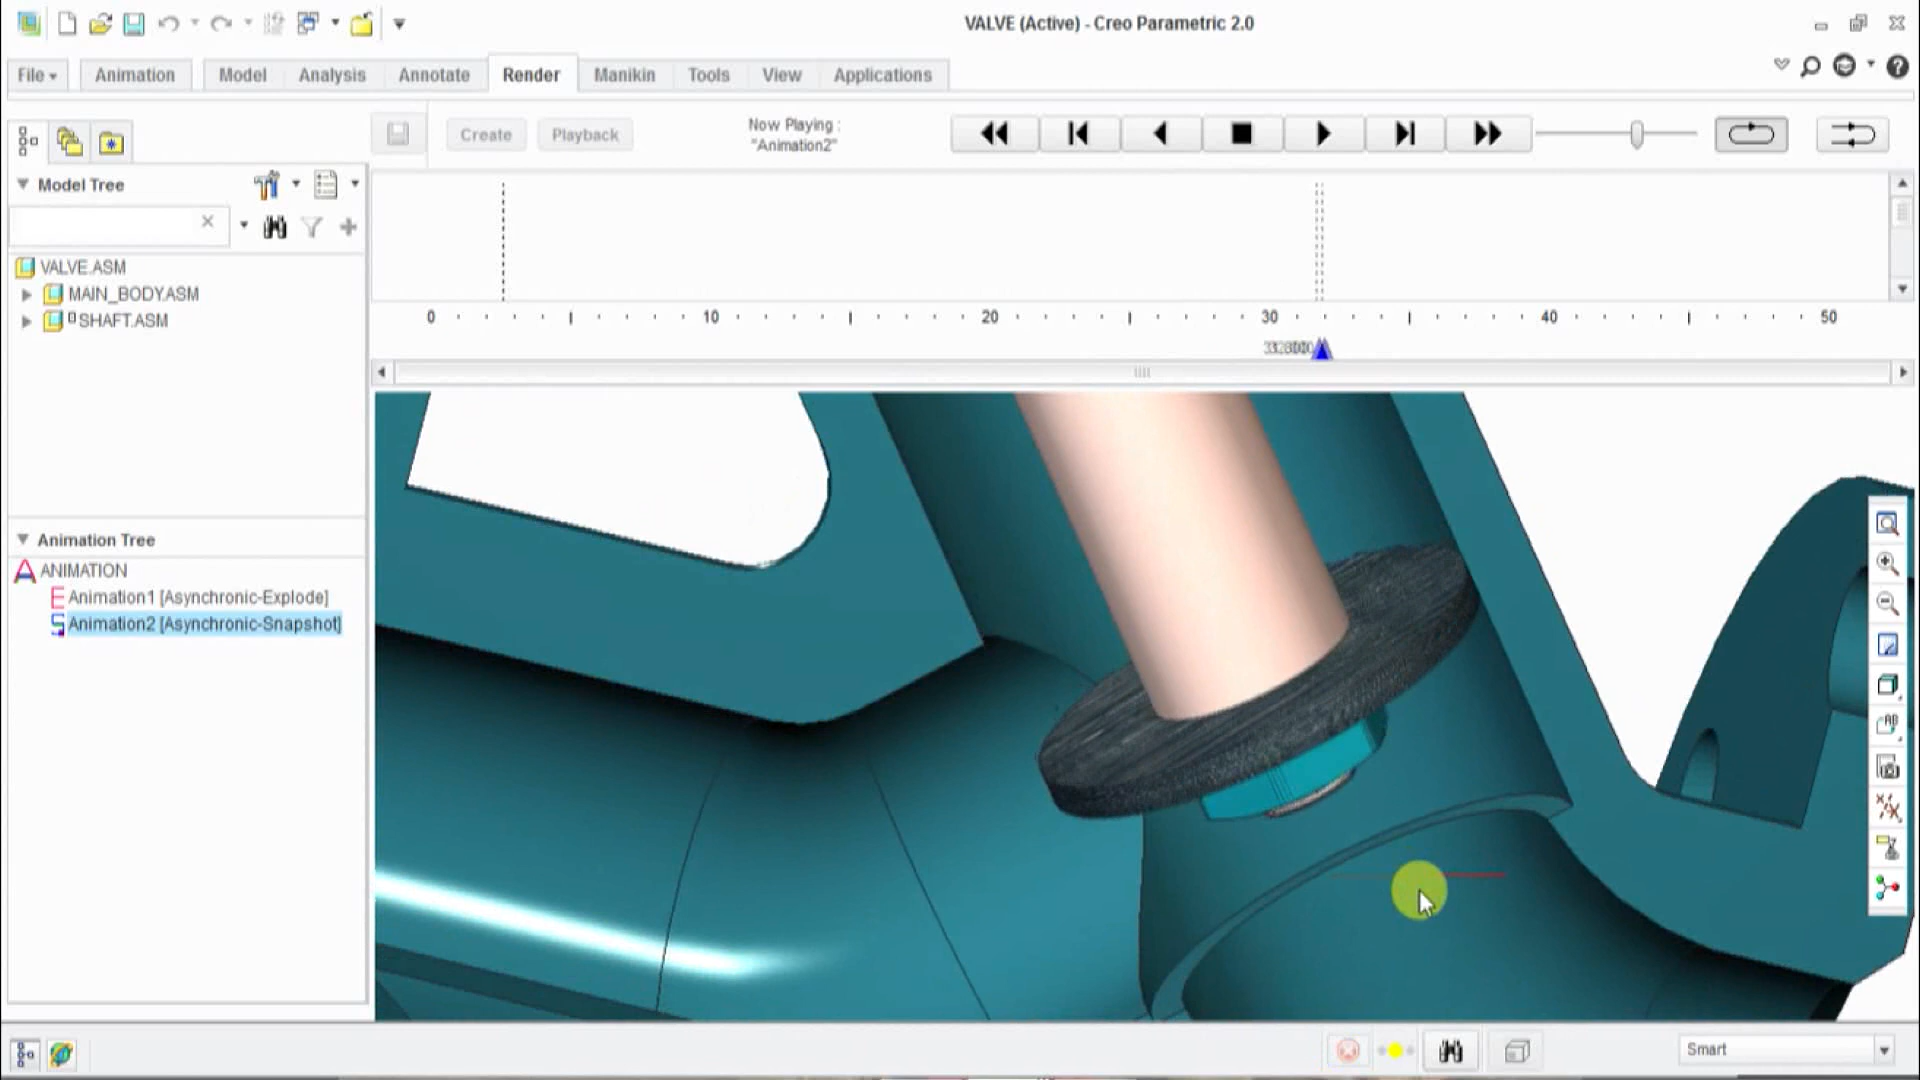 VALVE (Active) - Creo Parametric 2.0
File
Animation
Model
Analysis
Annotate
Render
Manikin
Tools
View
Applications
Create
Playback
Now Playing :
"Animation2"
Model Tree
VALVE.ASM
MAIN_BODY.ASM
SHAFT.ASM
0 10 20 30 40 50
Animation Tree
ANIMATION
Animation1 [Asynchronic-Explode]
Animation2 [Asynchronic-Snapshot]
Smart